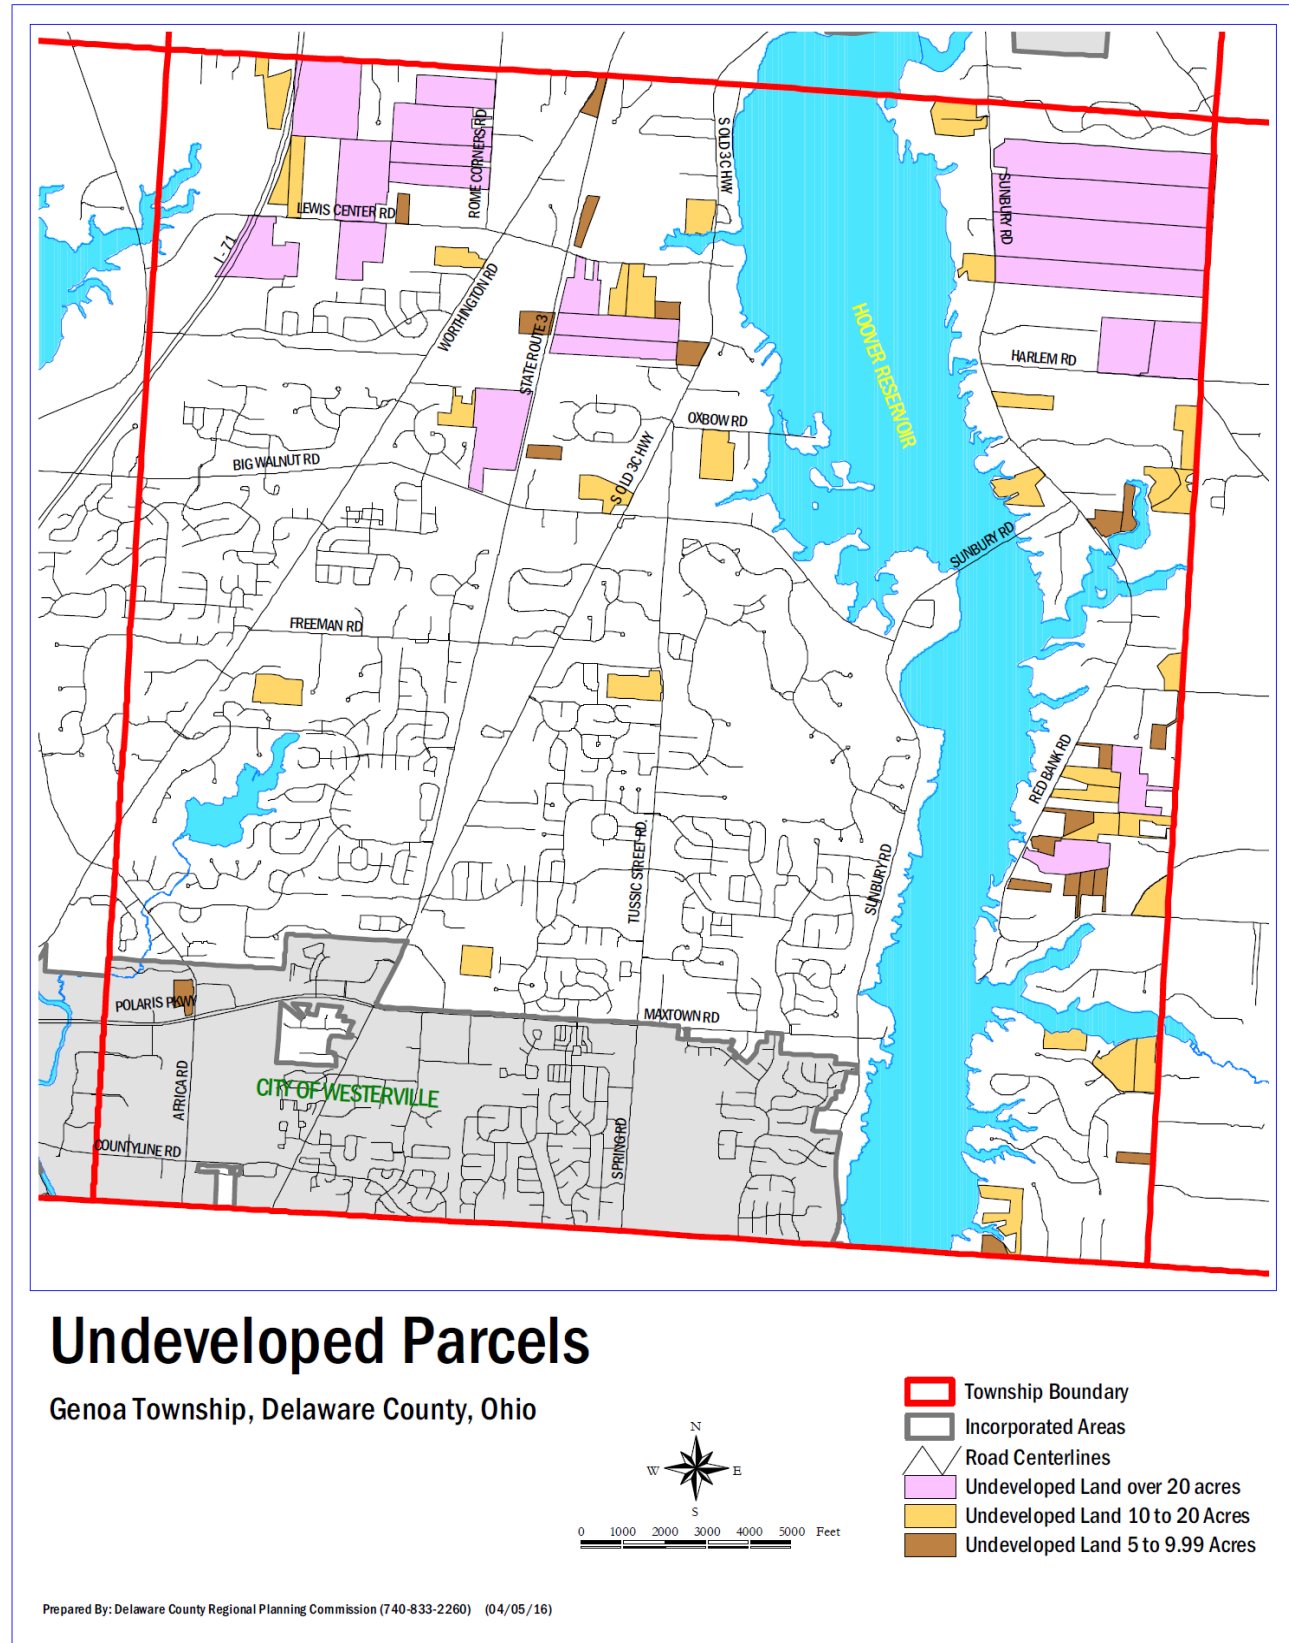 S OLD 3C HWY
ROME CORNERS RD
SUNBURY RD
LEWIS CENTER RD
I - 71
WORTHINGTON RD
STATE ROUTE 3
HOOVER RESERVOIR
HARLEM RD
OXBOW RD
S OLD 3C HWY
BIG WALNUT RD
SUNBURY RD
FREEMAN RD
RED BANK RD
TUSSIC STREET RD.
SUNBURY RD
POLARIS PKWY
MAXTOWN RD
AFRICA RD
CITY OF WESTERVILLE
SPRING RD
COUNTYLINE RD
Undeveloped Parcels
Genoa Township, Delaware County, Ohio
N
W E
S
0 1000 2000 3000 4000 5000 Feet
Township Boundary
Incorporated Areas
Road Centerlines
Undeveloped Land over 20 acres
Undeveloped Land 10 to 20 Acres
Undeveloped Land 5 to 9.99 Acres
Prepared By: Delaware County Regional Planning Commission (740-833-2260) (04/05/16)